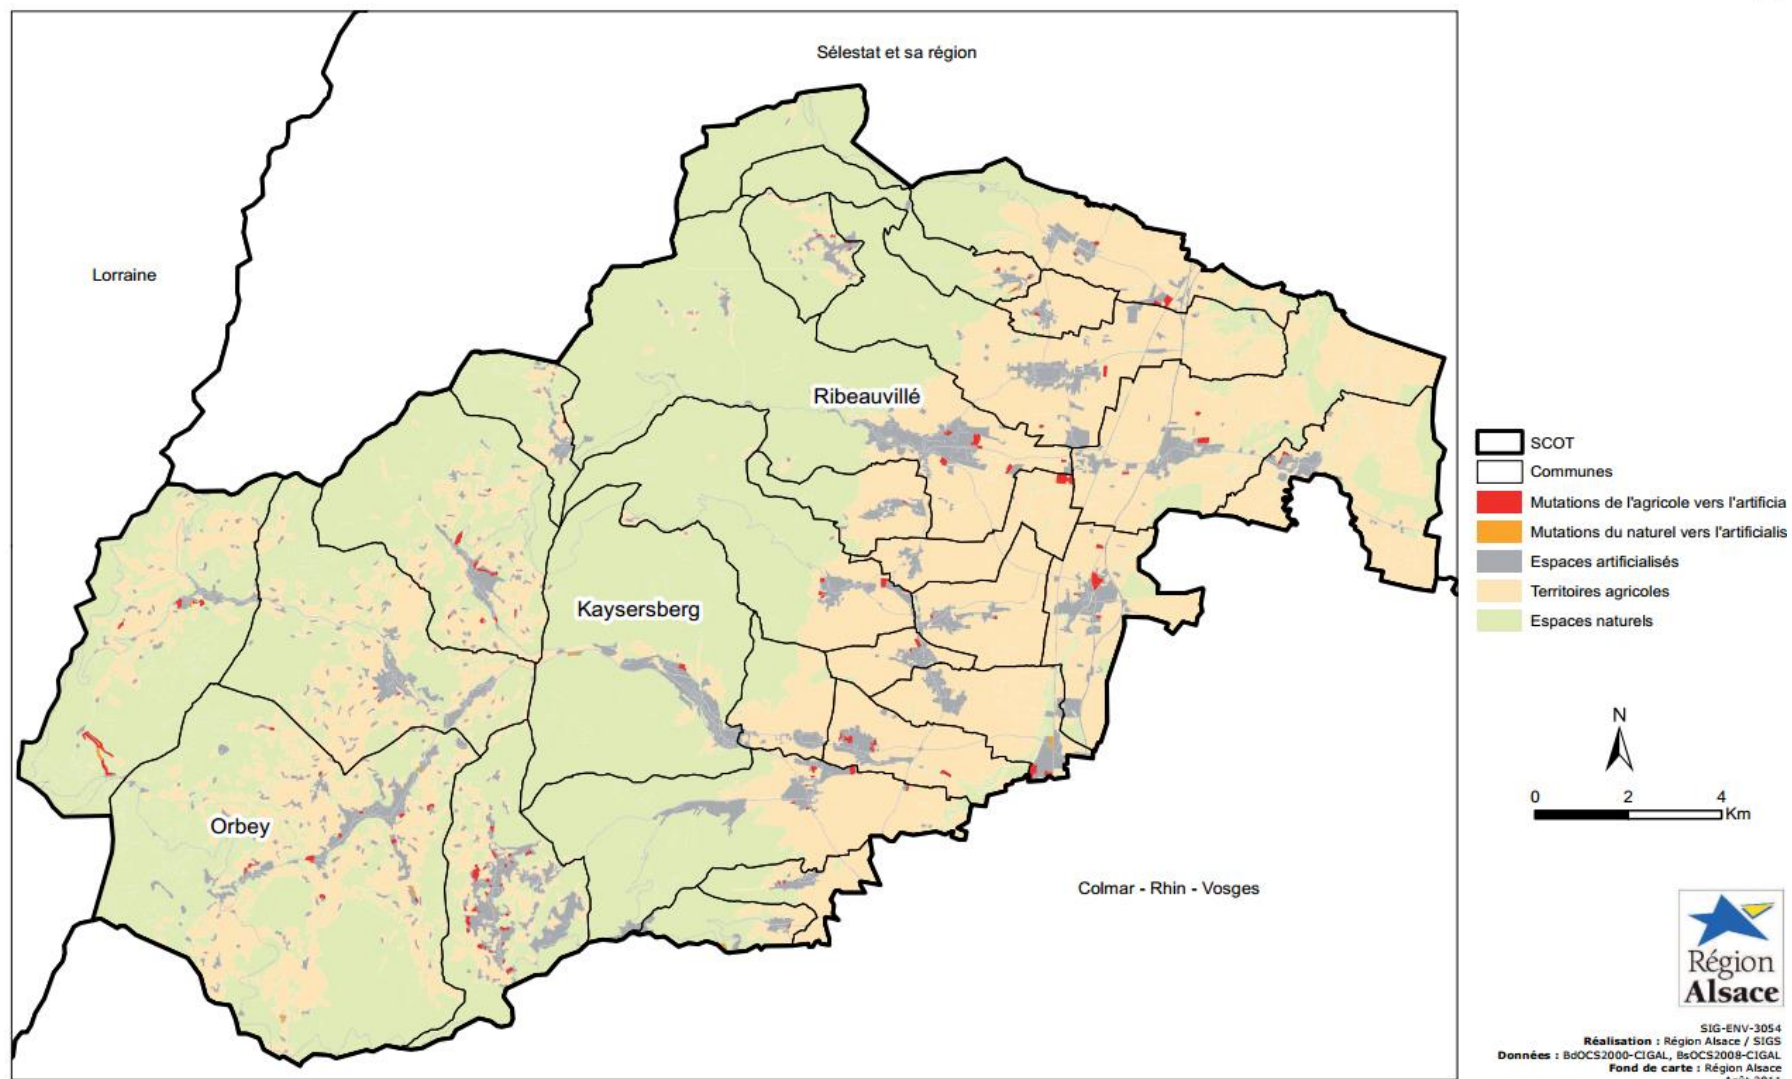 Sélestat et sa région
Lorraine
Ribeauvillé
Kaysersberg
Orbey
Colmar - Rhin - Vosges
SCOT
Communes
Mutations de l'agricole vers l'artificia
Mutations du naturel vers l'artificialis
Espaces artificialisés
Territoires agricoles
Espaces naturels
N
0 2 4
Km
Région
Alsace
SIG-ENV-3054
Réalisation : Région Alsace / SIGS
Données : BdOCS2000-CIGAL, BsOCS2008-CIGAL
Fond de carte : Région Alsace